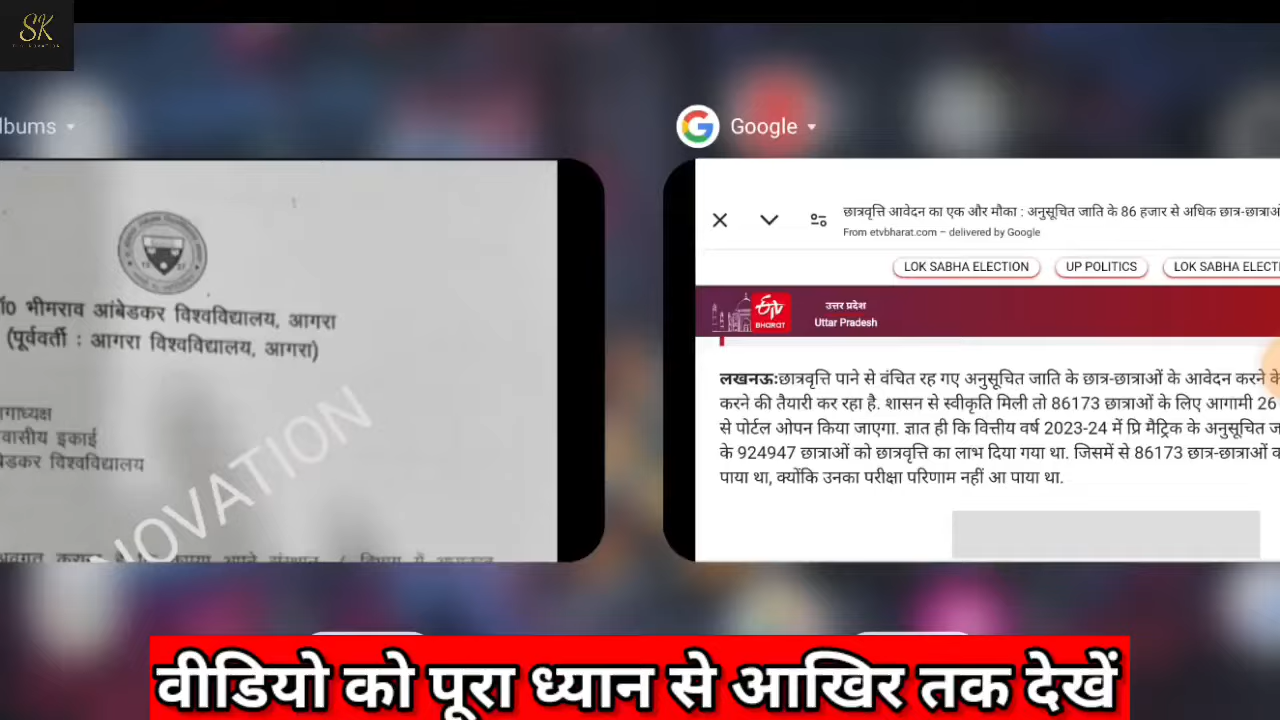 SK
lbums
Google
छात्रवृत्ति आवेदन का एक और मौका : अनुसूचित जाति के 86 हजार से अधिक छात्र-छात्राओं
From etvbharat.com – delivered by Google
LOK SABHA ELECTION
UP POLITICS
LOK SABHA ELECTI
etv
BHARAT
उत्तर प्रदेश
Uttar Pradesh
ॉ0 भीमराव आंबेडकर विश्वविद्यालय, आगरा
(पूर्ववर्ती : आगरा विश्वविद्यालय, आगरा)
गाध्यक्ष
वासीय इकाई
बेडकर विश्वविद्यालय
NOVATION
लखनऊ:छात्रवृत्ति पाने से वंचित रह गए अनुसूचित जाति के छात्र-छात्राओं के आवेदन करने के
करने की तैयारी कर रहा है. शासन से स्वीकृति मिली तो 86173 छात्राओं के लिए आगामी 26
से पोर्टल ओपन किया जाएगा. ज्ञात ही कि वित्तीय वर्ष 2023-24 में प्रि मैट्रिक के अनुसूचित ज
के 924947 छात्राओं को छात्रवृत्ति का लाभ दिया गया था. जिसमें से 86173 छात्र-छात्राओं क
पाया था, क्योंकि उनका परीक्षा परिणाम नहीं आ पाया था.
वीडियो को पूरा ध्यान से आखिर तक देखें